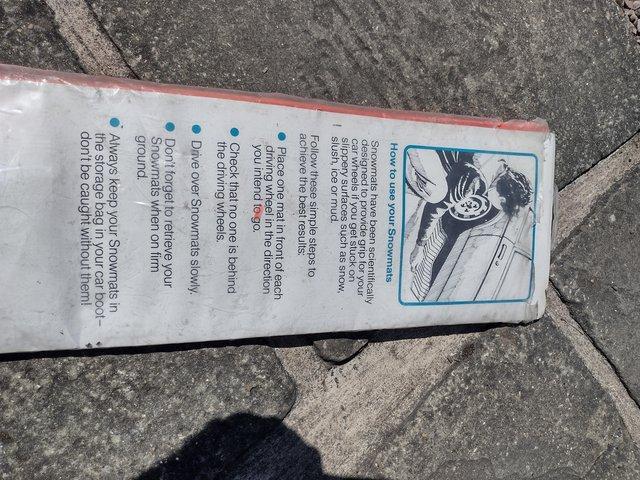 How to use your Snowmats
Snowmats have been scientifically
designed to provide grip for your
car wheels if you get stuck on
slippery surfaces such as snow,
slush, ice or mud.
Follow these simple steps to
achieve the best results:
• Place one mat in front of each
driving wheel in the direction
you intend to go.
• Check that no one is behind
the driving wheels.
• Drive over Snowmats slowly.
• Don't forget to retrieve your
Snowmats when on firm
ground.
• Always keep your Snowmats in
the storage bag in your car boot–
don't be caught without them!